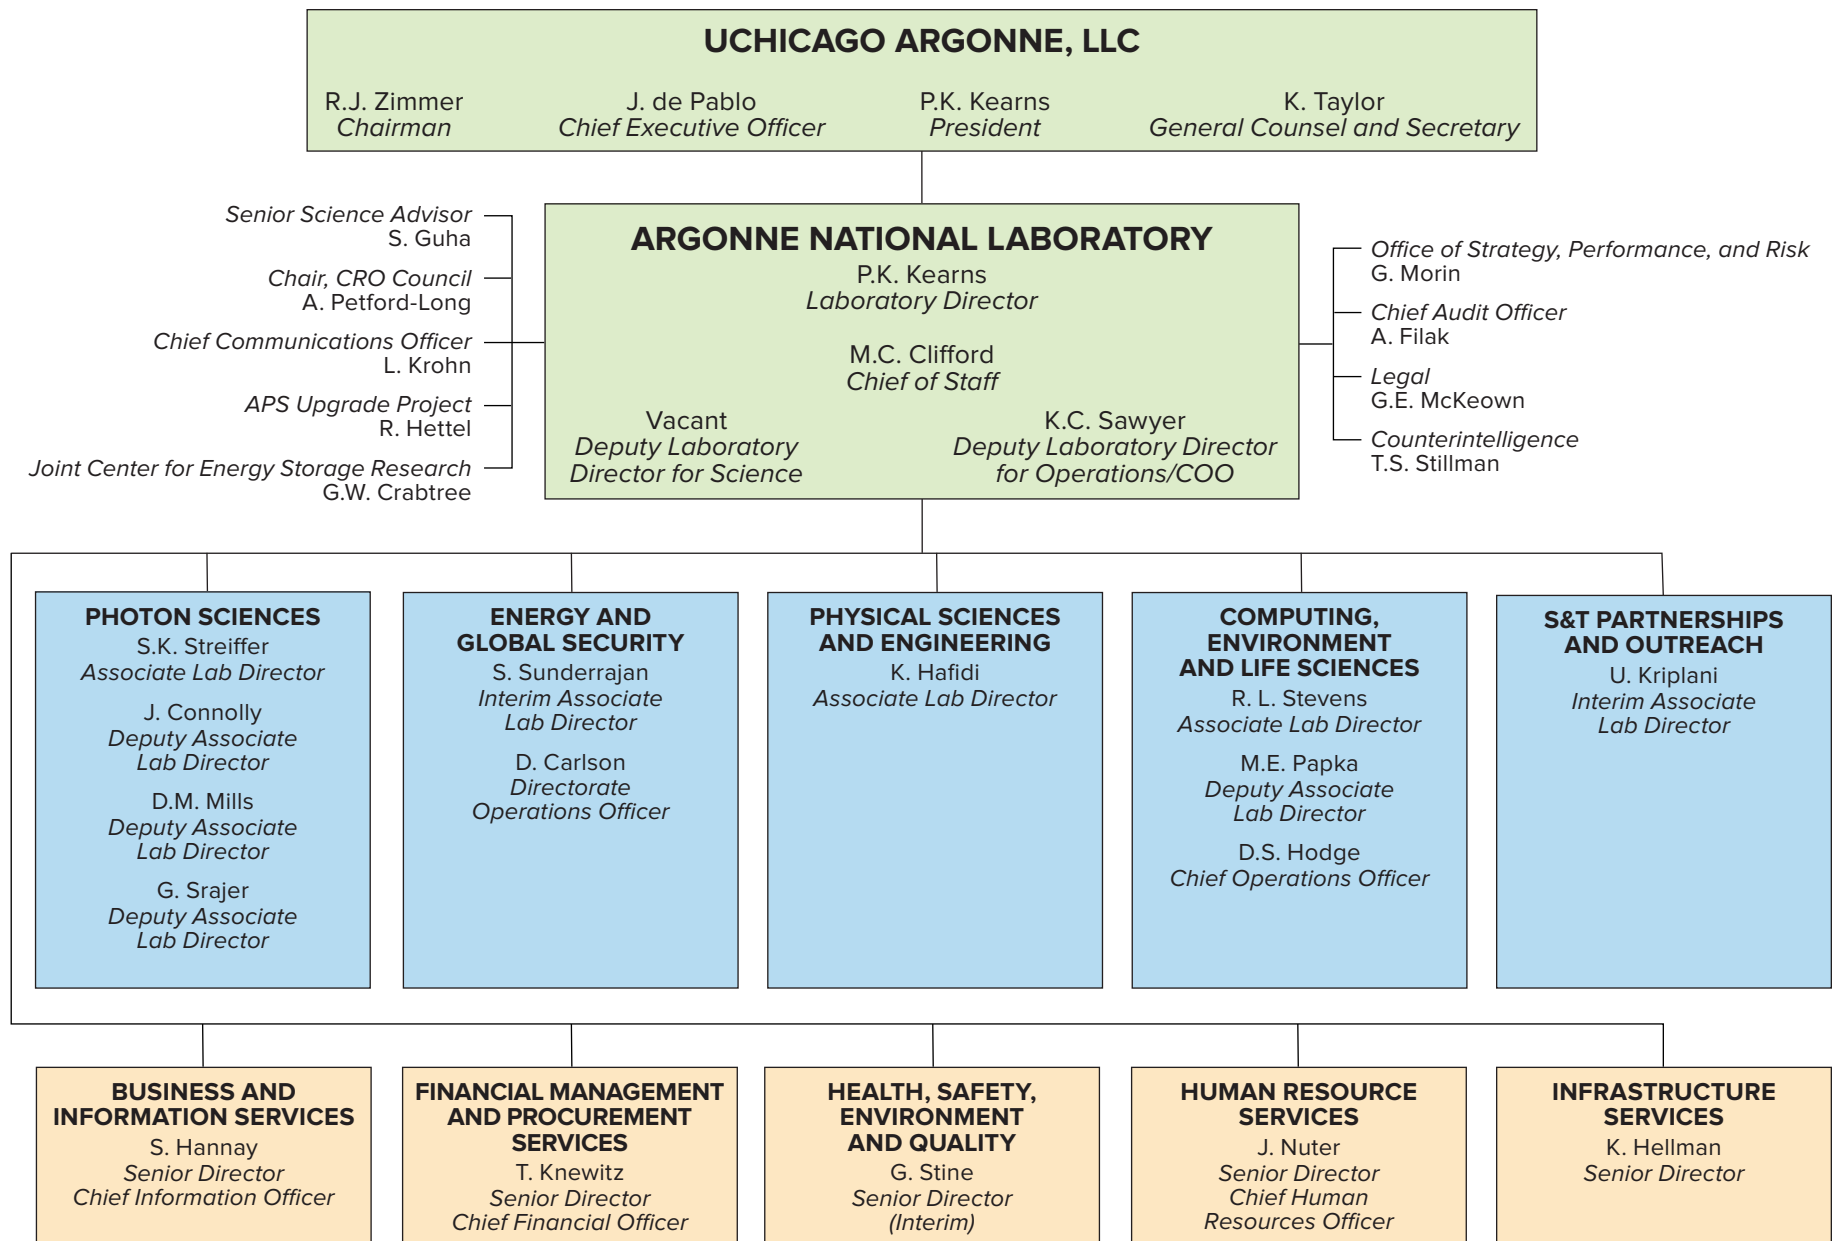 UCHICAGO ARGONNE, LLC
R.J. Zimmer
Chairman
J. de Pablo
Chief Executive Officer
P.K. Kearns
President
K. Taylor
General Counsel and Secretary
Senior Science Advisor
S. Guha
Chair, CRO Council
A. Petford-Long
Chief Communications Officer
L. Krohn
APS Upgrade Project
R. Hettel
Joint Center for Energy Storage Research
G.W. Crabtree
ARGONNE NATIONAL LABORATORY
P.K. Kearns
Laboratory Director
M.C. Clifford
Chief of Staff
Vacant
Deputy Laboratory
Director for Science
K.C. Sawyer
Deputy Laboratory Director
for Operations/COO
Office of Strategy, Performance, and Risk
G. Morin
Chief Audit Officer
A. Filak
Legal
G.E. McKeown
Counterintelligence
T.S. Stillman
PHOTON SCIENCES
S.K. Streiffer
Associate Lab Director
J. Connolly
Deputy Associate
Lab Director
D.M. Mills
Deputy Associate
Lab Director
G. Srajer
Deputy Associate
Lab Director
ENERGY AND
GLOBAL SECURITY
S. Sunderrajan
Interim Associate
Lab Director
D. Carlson
Directorate
Operations Officer
PHYSICAL SCIENCES
AND ENGINEERING
K. Hafidi
Associate Lab Director
COMPUTING,
ENVIRONMENT
AND LIFE SCIENCES
R. L. Stevens
Associate Lab Director
M.E. Papka
Deputy Associate
Lab Director
D.S. Hodge
Chief Operations Officer
S&T PARTNERSHIPS
AND OUTREACH
U. Kriplani
Interim Associate
Lab Director
BUSINESS AND
INFORMATION SERVICES
S. Hannay
Senior Director
Chief Information Officer
FINANCIAL MANAGEMENT
AND PROCUREMENT
SERVICES
T. Knewitz
Senior Director
Chief Financial Officer
HEALTH, SAFETY,
ENVIRONMENT
AND QUALITY
G. Stine
Senior Director
(Interim)
HUMAN RESOURCE
SERVICES
J. Nuter
Senior Director
Chief Human
Resources Officer
INFRASTRUCTURE
SERVICES
K. Hellman
Senior Director